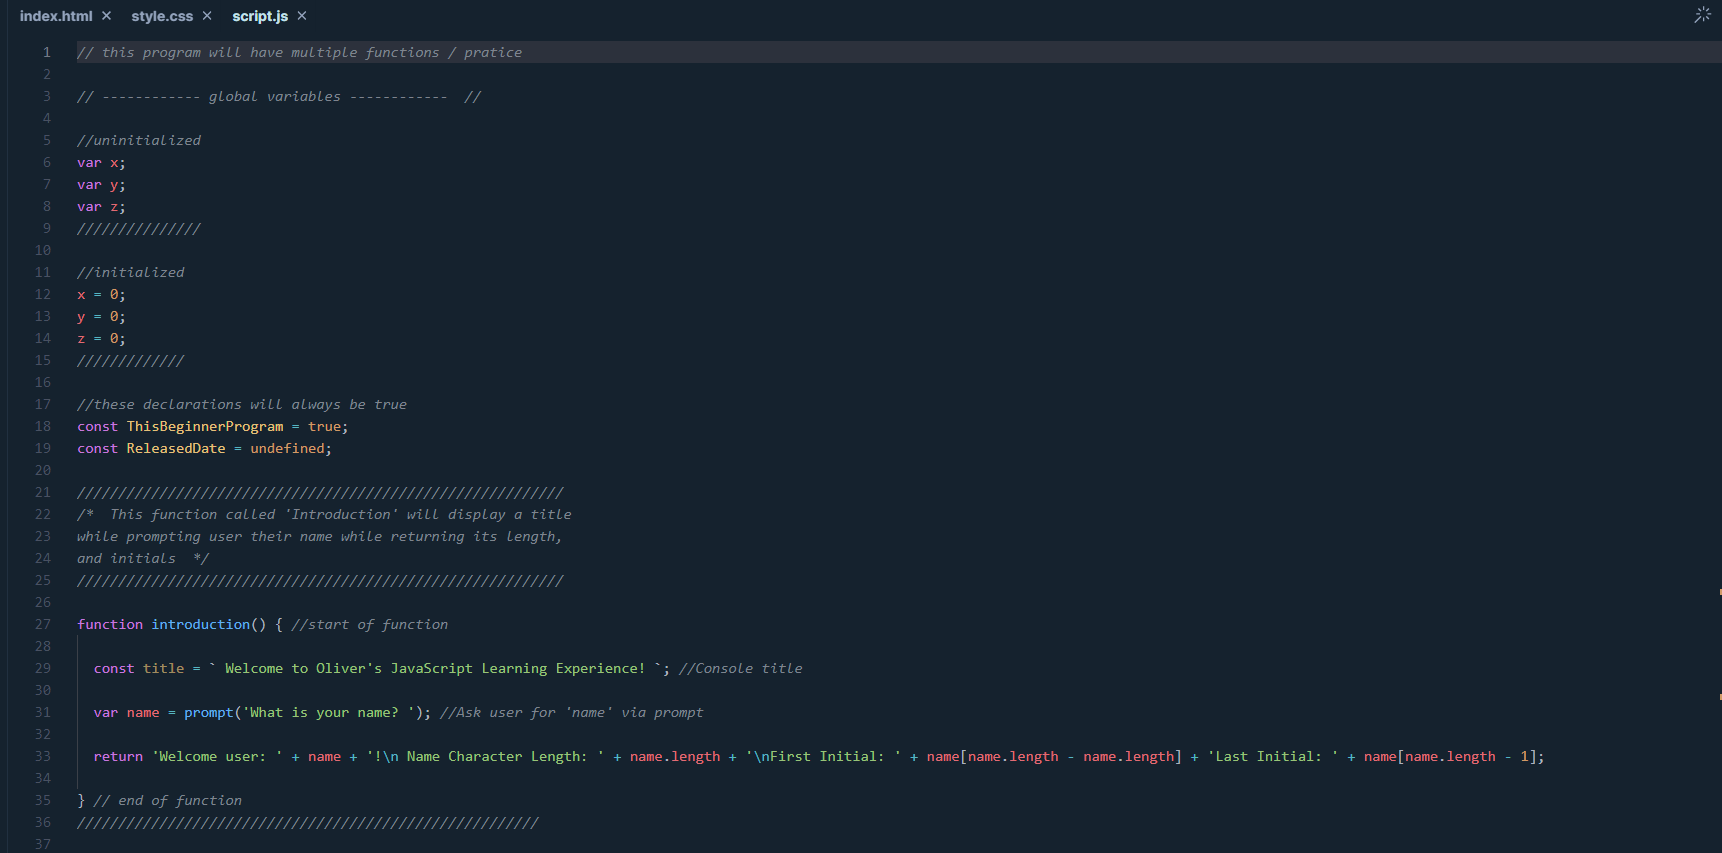 index.html × style.css × script.js ×
1 // this program will have multiple functions / pratice
2
3 // ------------ global variables ------------  //
4
5 //uninitialized
6 var x;
7 var y;
8 var z;
9 ///////////////
10
11 //initialized
12 x = 0;
13 y = 0;
14 z = 0;
15 /////////////
16
17 //these declarations will always be true
18 const ThisBeginnerProgram = true;
19 const ReleasedDate = undefined;
20
21 ///////////////////////////////////////////////////////////
22 /*  This function called 'Introduction' will display a title
23 while prompting user their name while returning its length,
24 and initials  */
25 ///////////////////////////////////////////////////////////
26
27 function introduction() { //start of function
28
29   const title = ` Welcome to Oliver's JavaScript Learning Experience! `; //Console title
30
31   var name = prompt('What is your name? '); //Ask user for 'name' via prompt
32
33   return 'Welcome user: ' + name + '!\n Name Character Length: ' + name.length + '\nFirst Initial: ' + name[name.length - name.length] + 'Last Initial: ' + name[name.length - 1];
34
35 } // end of function
36 ////////////////////////////////////////////////////////
37